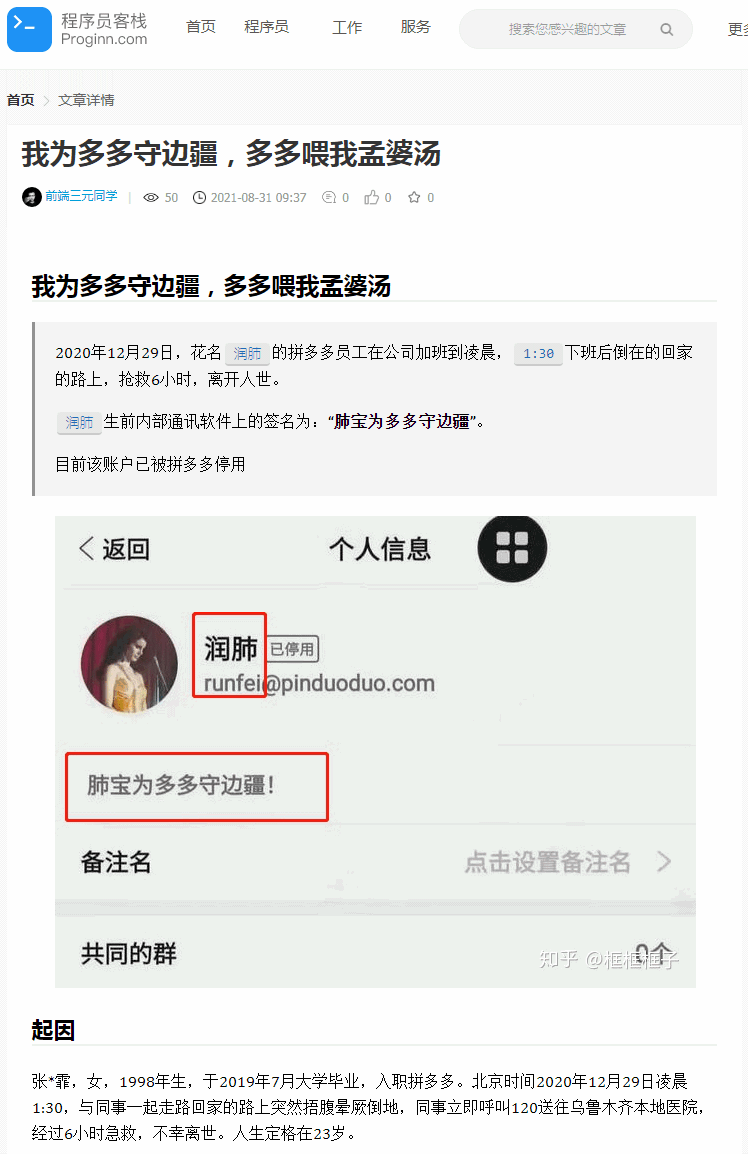 程序员客栈
Proginn.com
首页 程序员 工作 服务 搜索您感兴趣的文章 更多
首页 > 文章详情
我为多多守边疆，多多喂我孟婆汤
前端三元同学 | 50 2021-08-31 09:37 0 0 0
我为多多守边疆，多多喂我孟婆汤
2020年12月29日，花名 润肺 的拼多多员工在公司加班到凌晨， 1:30 下班后倒在的回家
的路上，抢救6小时，离开人世。
润肺 生前内部通讯软件上的签名为：“肺宝为多多守边疆”。
目前该账户已被拼多多停用
返回 个人信息
润肺 已停用
runfei@pinduoduo.com
肺宝为多多守边疆！
备注名 点击设置备注名
共同的群 0个
知乎 @框框框子
起因
张*霏，女，1998年生，于2019年7月大学毕业，入职拼多多。北京时间2020年12月29日凌晨
1:30，与同事一起走路回家的路上突然捂腹晕厥倒地，同事立即呼叫120送往乌鲁木齐本地医院，
经过6小时急救，不幸离世。人生定格在23岁。